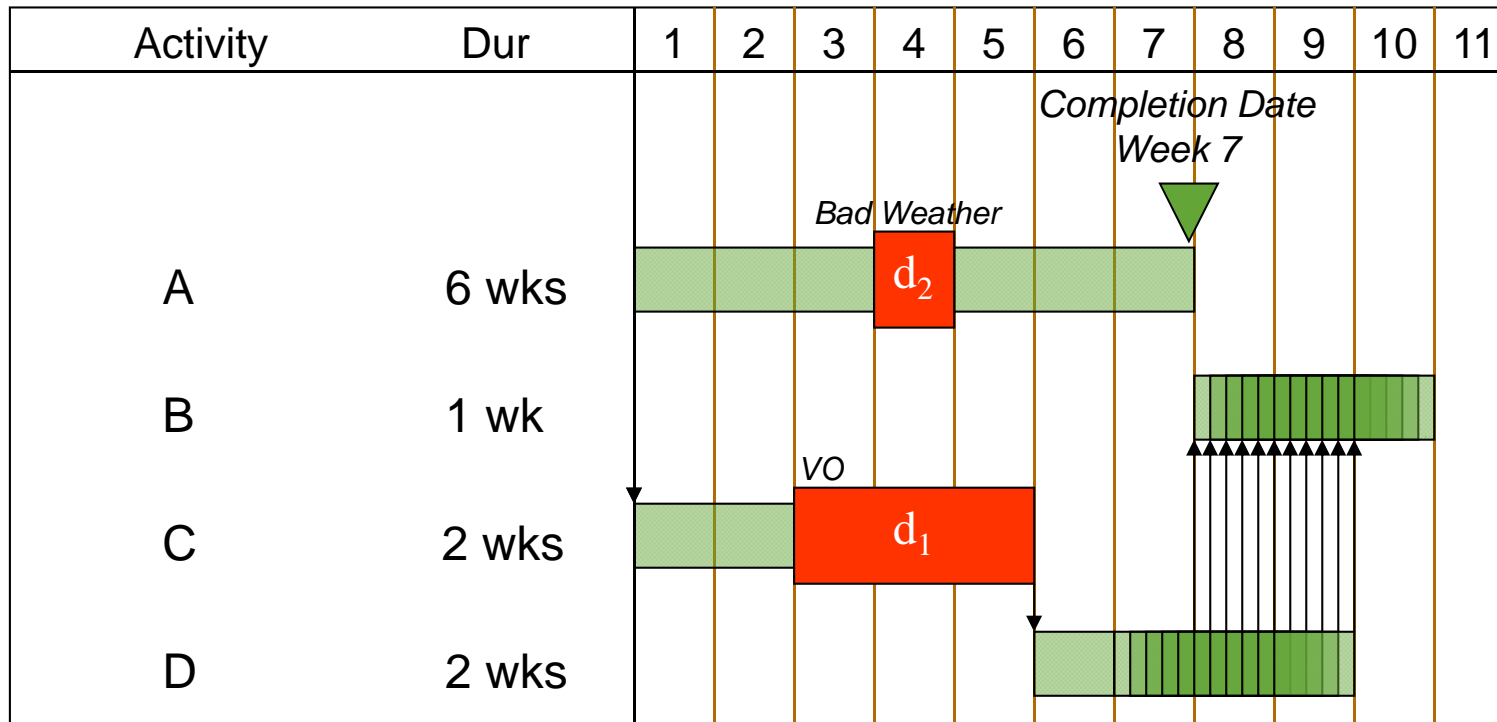 Activity Dur 1 2 3 4 5 6 7 8 9 10 11
Completion Date
Week 7
Bad Weather
A 6 wks d₂
B 1 wk
VO
C 2 wks d₁
D 2 wks